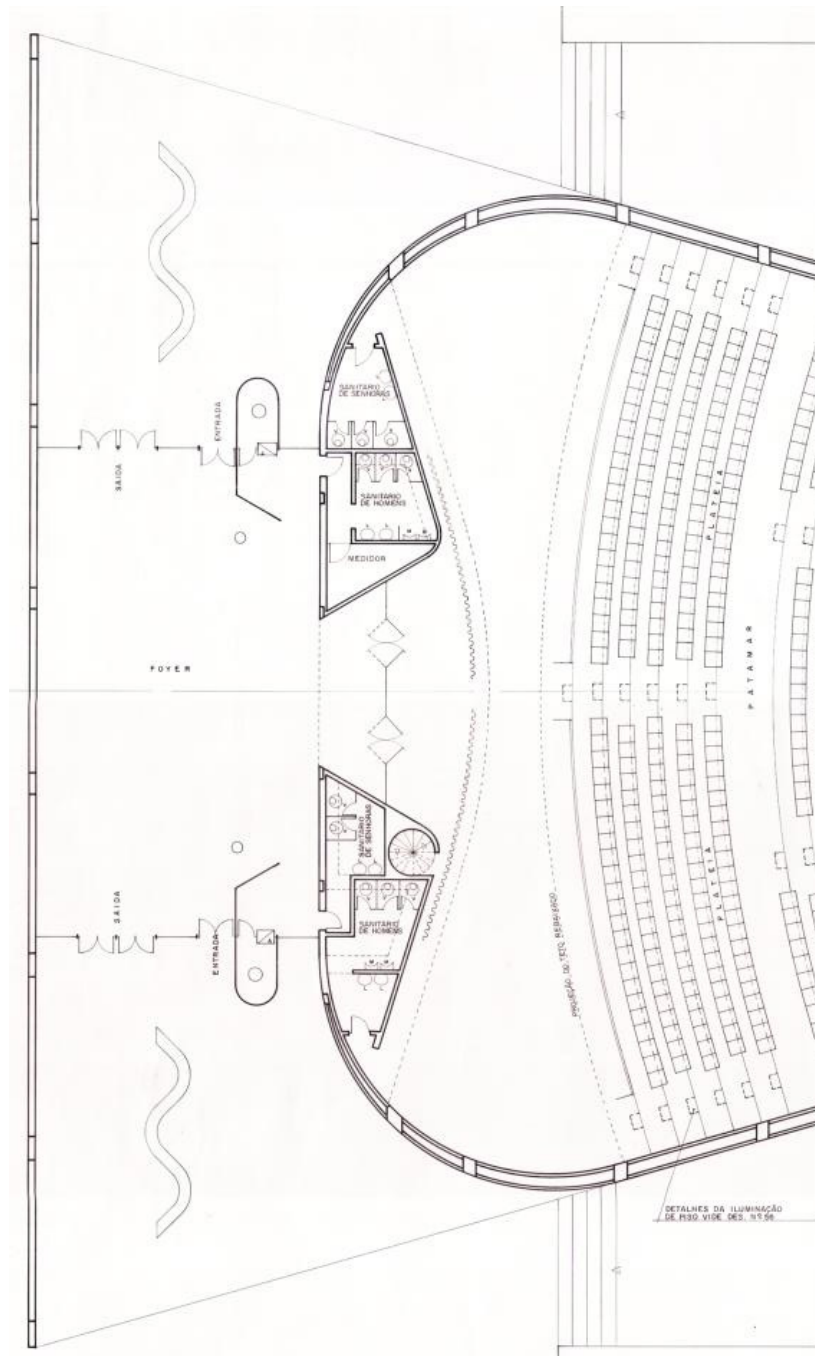 SANITARIO
DE SENHORAS
ENTRADA
SAIDA
SANITARIO
DE HOMENS
PLATEIA
MEDIDOR
FOYER
PATAMAR
SANITARIO
DE SENHORAS
PLATEIA
SAIDA
SANITARIO
DE HOMENS
ENTRADA
PROJEÇÃO DO TETO REBAIXADO
DETALHES DA ILUMINAÇÃO
DE PISO VIDE DES. Nº 56